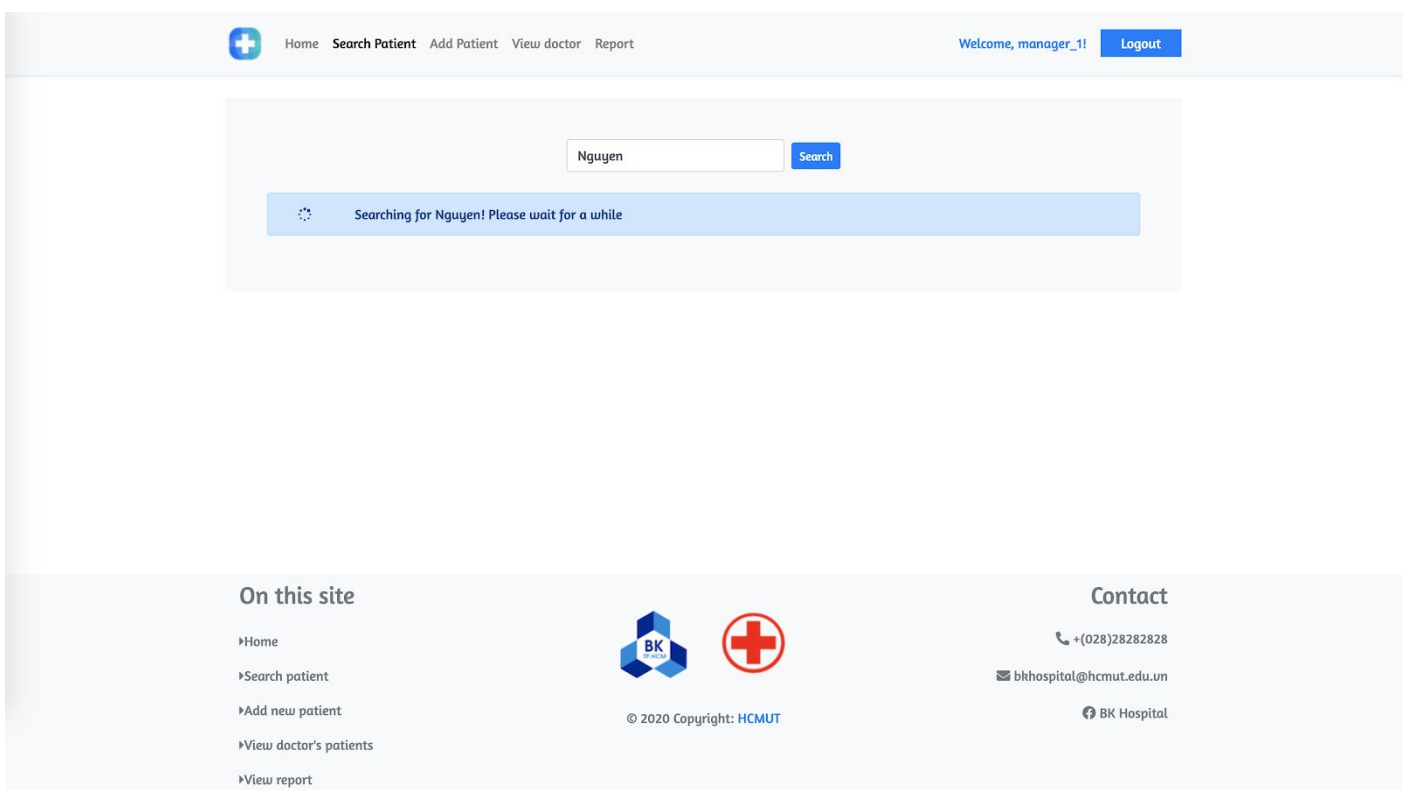 Home Search Patient Add Patient View doctor Report Welcome, manager_1! Logout
Nguyen Search
Searching for Nguyen! Please wait for a while
On this site
Home
Search patient
Add new patient
View doctor's patients
View report
BK
TP.HCM
© 2020 Copyright: HCMUT
Contact
+(028)28282828
bkhospital@hcmut.edu.vn
BK Hospital